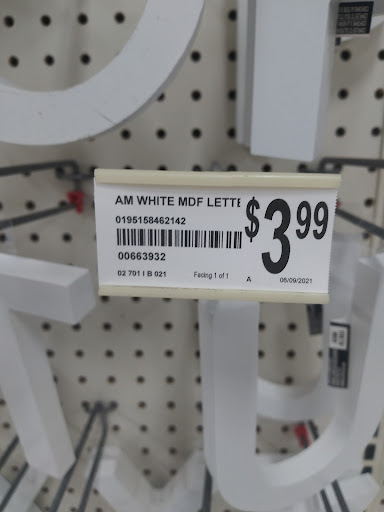 AM WHITE MDF LETTE
$3.99
0195158462142
00663932
02 701 I B 021 Facing 1 of 1 A 06/09/2021